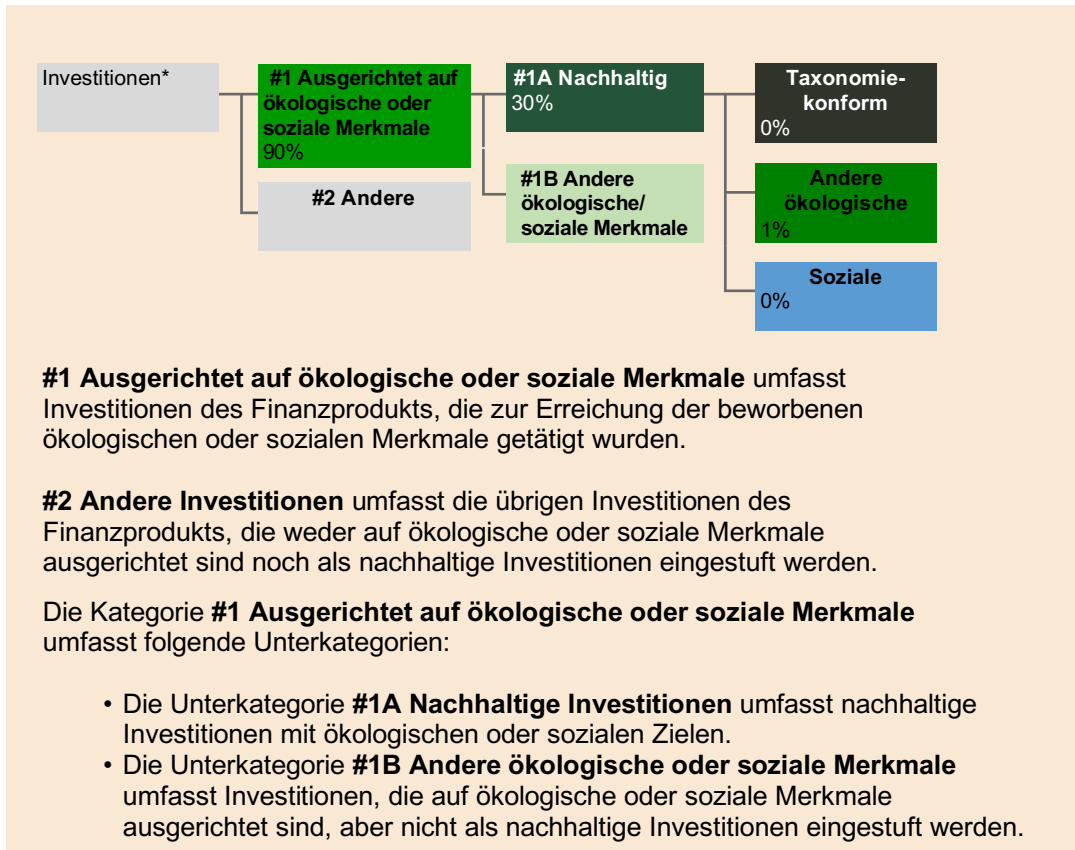 Investitionen*
#1 Ausgerichtet auf
ökologische oder
soziale Merkmale
90%
#2 Andere
#1A Nachhaltig
30%
#1B Andere
ökologische/
soziale Merkmale
Taxonomie-
konform
0%
Andere
ökologische
1%
Soziale
0%
#1 Ausgerichtet auf ökologische oder soziale Merkmale umfasst
Investitionen des Finanzprodukts, die zur Erreichung der beworbenen
ökologischen oder sozialen Merkmale getätigt wurden.
#2 Andere Investitionen umfasst die übrigen Investitionen des
Finanzprodukts, die weder auf ökologische oder soziale Merkmale
ausgerichtet sind noch als nachhaltige Investitionen eingestuft werden.
Die Kategorie #1 Ausgerichtet auf ökologische oder soziale Merkmale
umfasst folgende Unterkategorien:
• Die Unterkategorie #1A Nachhaltige Investitionen umfasst nachhaltige
Investitionen mit ökologischen oder sozialen Zielen.
• Die Unterkategorie #1B Andere ökologische oder soziale Merkmale
umfasst Investitionen, die auf ökologische oder soziale Merkmale
ausgerichtet sind, aber nicht als nachhaltige Investitionen eingestuft werden.